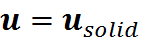 u = u_solid